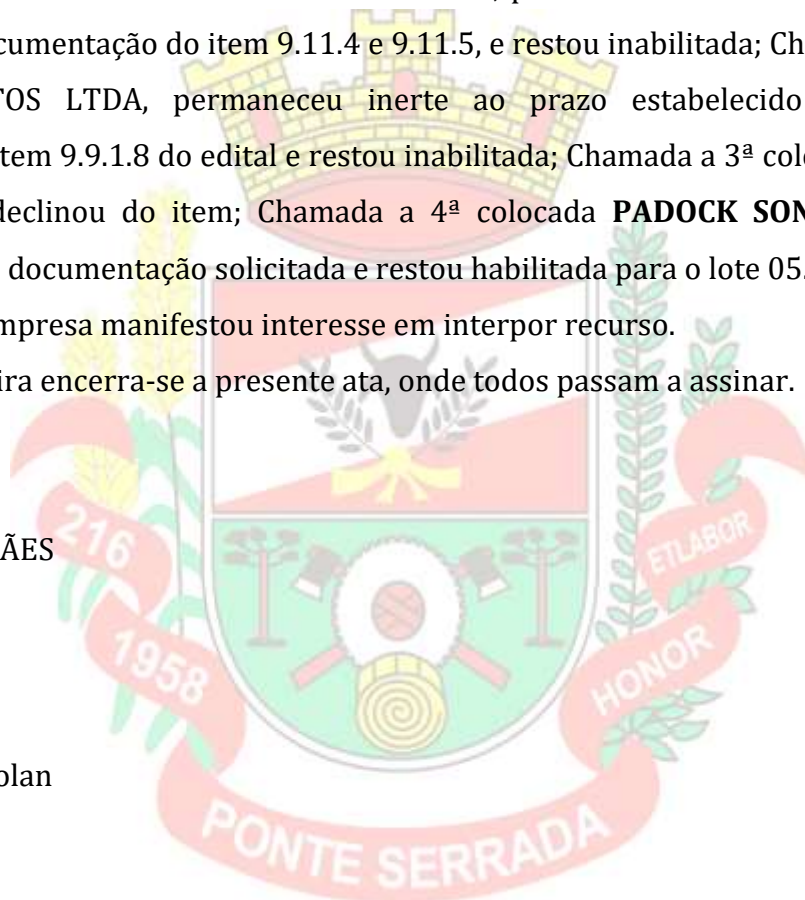 cumentação do item 9.11.4 e 9.11.5, e restou inabilitada; Ch
TOS LTDA, permaneceu inerte ao prazo estabelecido
tem 9.9.1.8 do edital e restou inabilitada; Chamada a 3ª col
declinou do item; Chamada a 4ª colocada PADOCK SON
documentação solicitada e restou habilitada para o lote 05.
mpresa manifestou interesse em interpor recurso.
ira encerra-se a presente ata, onde todos passam a assinar.
216
ÃES
ETLABOR
1958
HONOR
olan
PONTE SERRADA